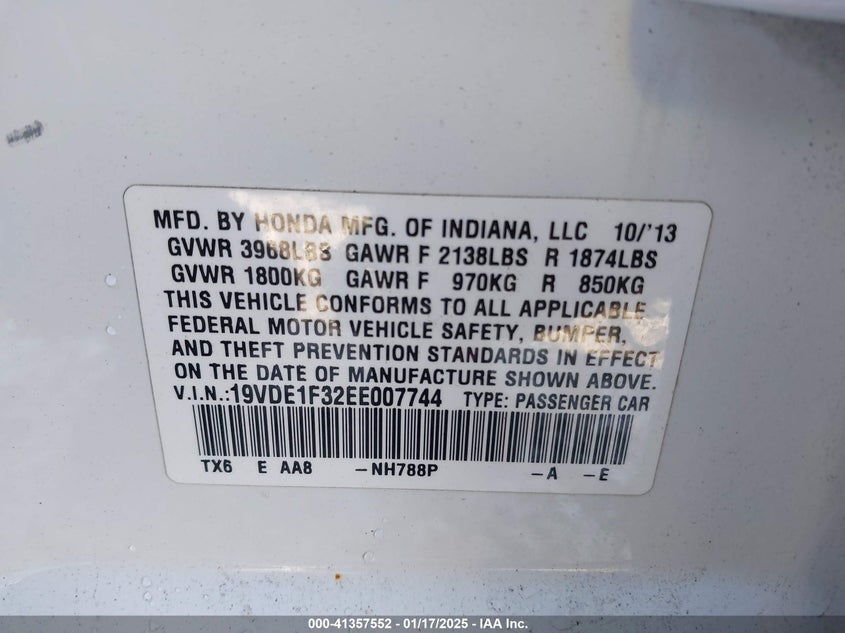 MFD. BY HONDA MFG. OF INDIANA, LLC 10/'13
GVWR 3968LBS GAWR F 2138LBS R 1874LBS
GVWR 1800KG GAWR F 970KG R 850KG
THIS VEHICLE CONFORMS TO ALL APPLICABLE
FEDERAL MOTOR VEHICLE SAFETY, BUMPER,
AND THEFT PREVENTION STANDARDS IN EFFECT
ON THE DATE OF MANUFACTURE SHOWN ABOVE.
V.I.N.:19VDE1F32EE007744 TYPE: PASSENGER CAR
TX6 E AA8 -NH788P -A -E
000-41357552 - 01/17/2025 - IAA Inc.